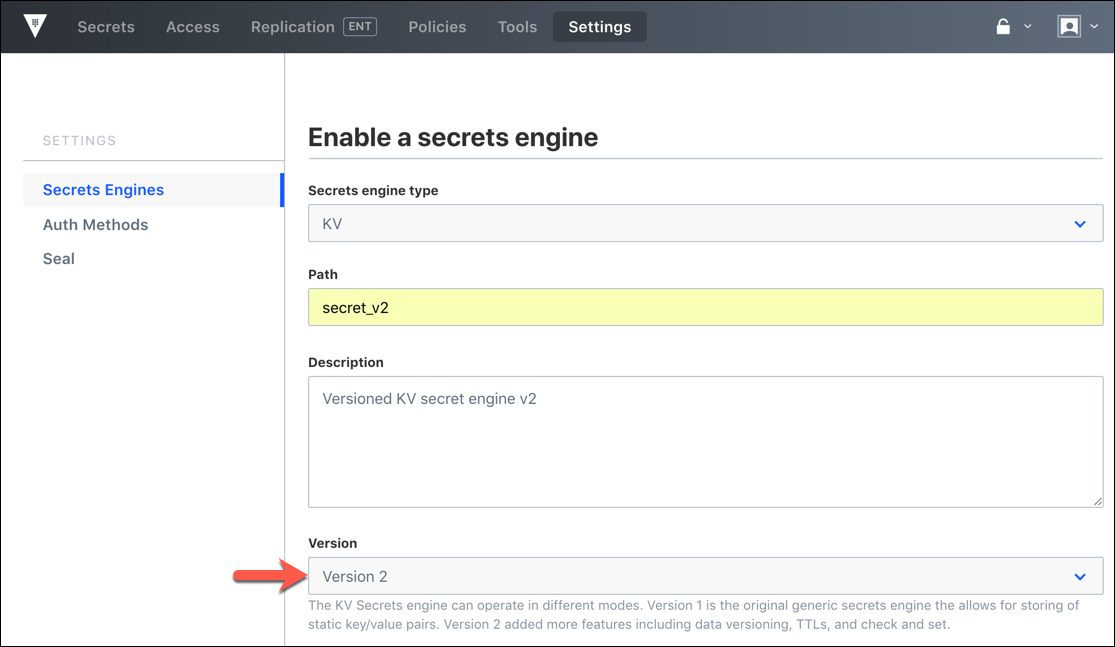 Secrets Access Replication ENT Policies Tools Settings
SETTINGS
Secrets Engines
Auth Methods
Seal
Enable a secrets engine
Secrets engine type
KV
Path
secret_v2
Description
Versioned KV secret engine v2
Version
Version 2
The KV Secrets engine can operate in different modes. Version 1 is the original generic secrets engine the allows for storing of
static key/value pairs. Version 2 added more features including data versioning, TTLs, and check and set.